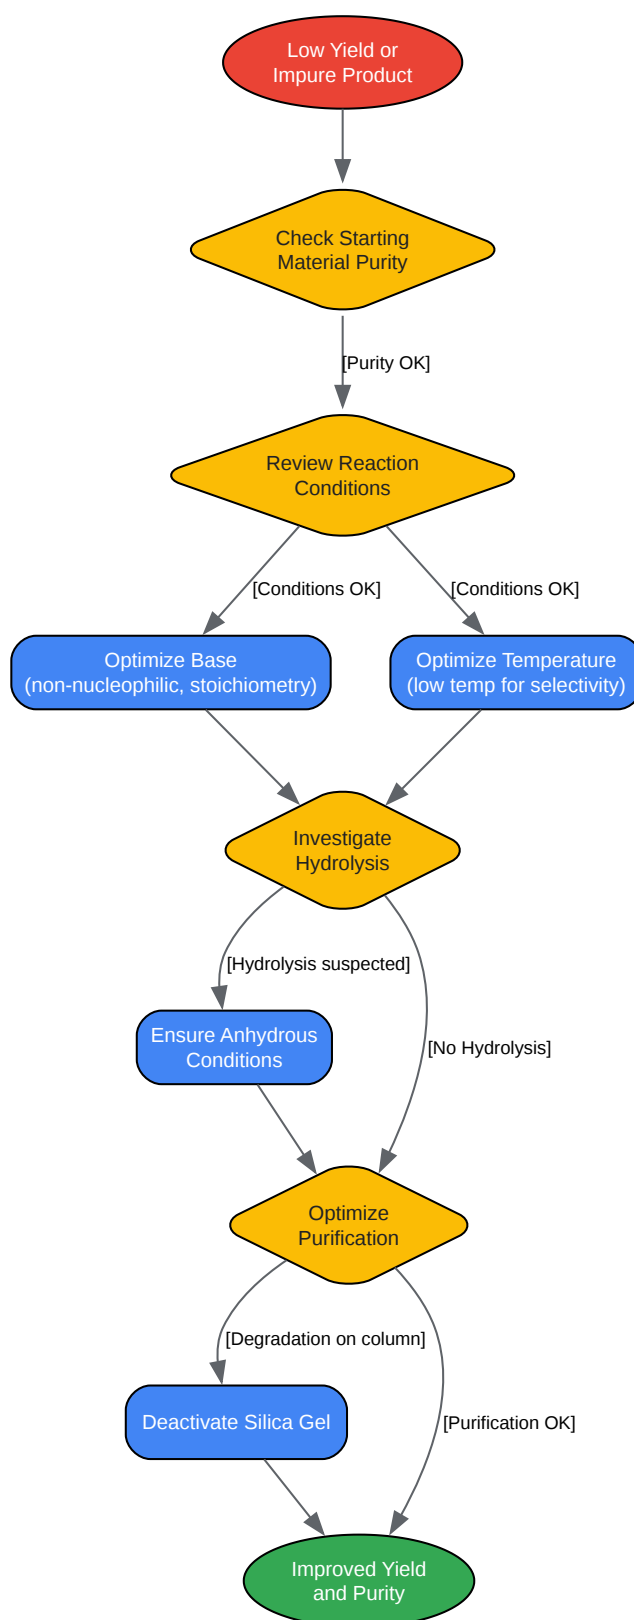 Low Yield or
Impure Product
Check Starting
Material Purity
[Purity OK]
Review Reaction
Conditions
[Conditions OK]
[Conditions OK]
Optimize Base
(non-nucleophilic, stoichiometry)
Optimize Temperature
(low temp for selectivity)
Investigate
Hydrolysis
[Hydrolysis suspected]
Ensure Anhydrous
Conditions
[No Hydrolysis]
Optimize
Purification
[Degradation on column]
Deactivate Silica Gel
[Purification OK]
Improved Yield
and Purity